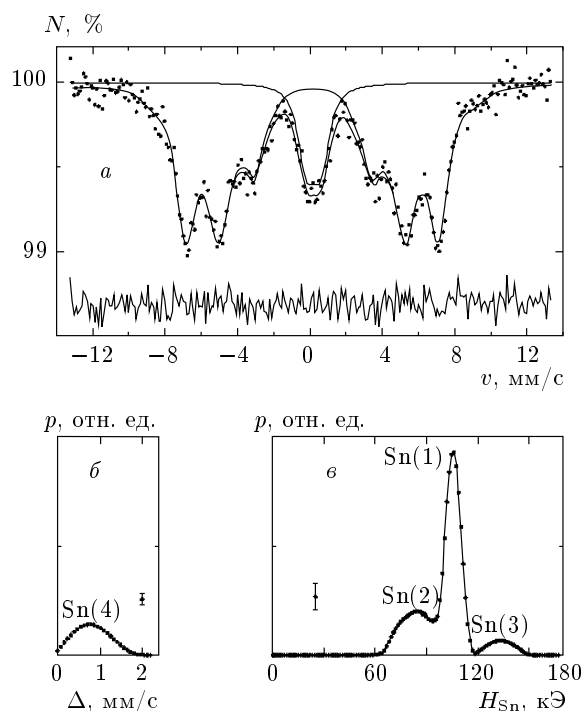 N, %
100
а
99
−12 −8 −4 0 4 8 12
v, мм/с
p, отн. ед. p, отн. ед.
б в
Sn(1)
Sn(4) Sn(2)
Sn(3)
0 1 2 0 60 120 180
Δ, мм/с H_Sn, кЭ